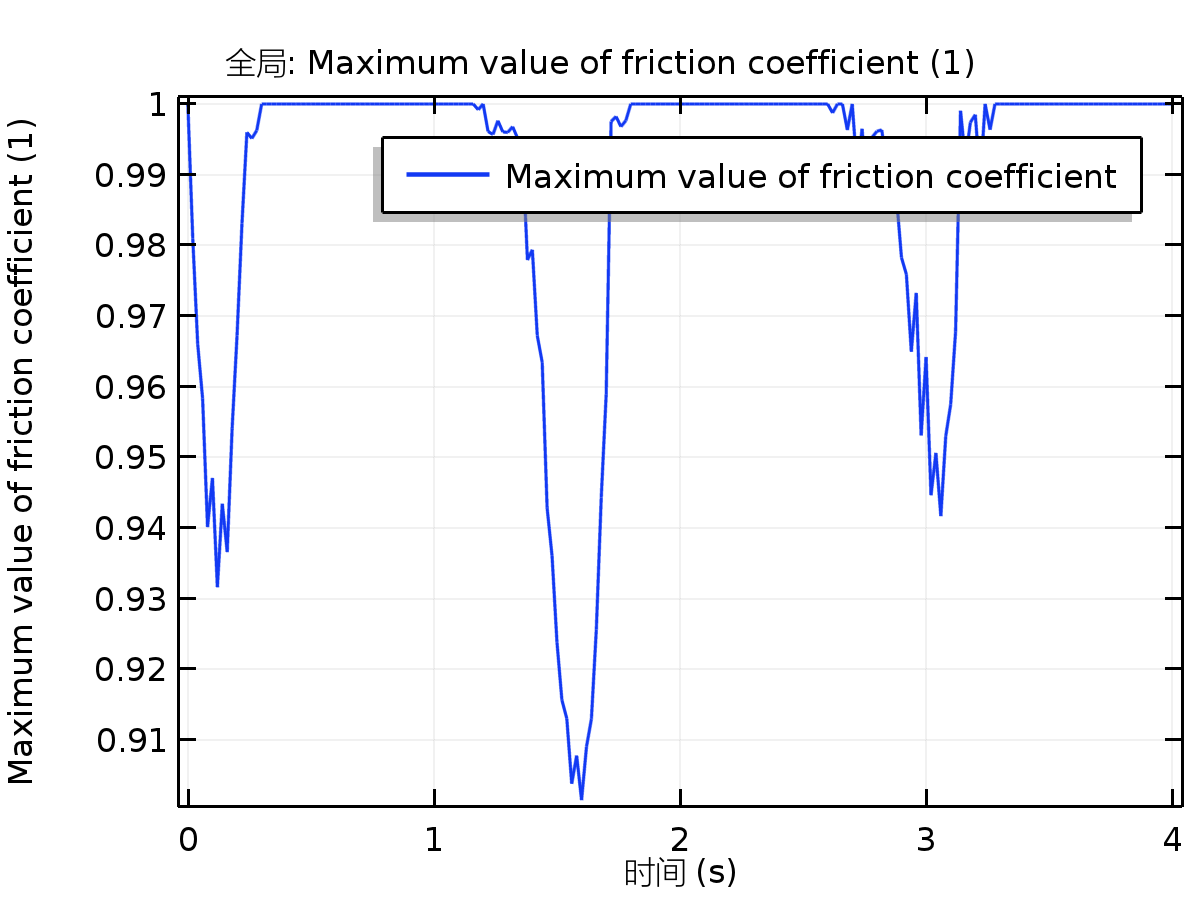 全局: Maximum value of friction coefficient (1)
Maximum value of friction coefficient (1)
1
0.99
0.98
0.97
0.96
0.95
0.94
0.93
0.92
0.91
Maximum value of friction coefficient
0 1 2 3 4
时间 (s)